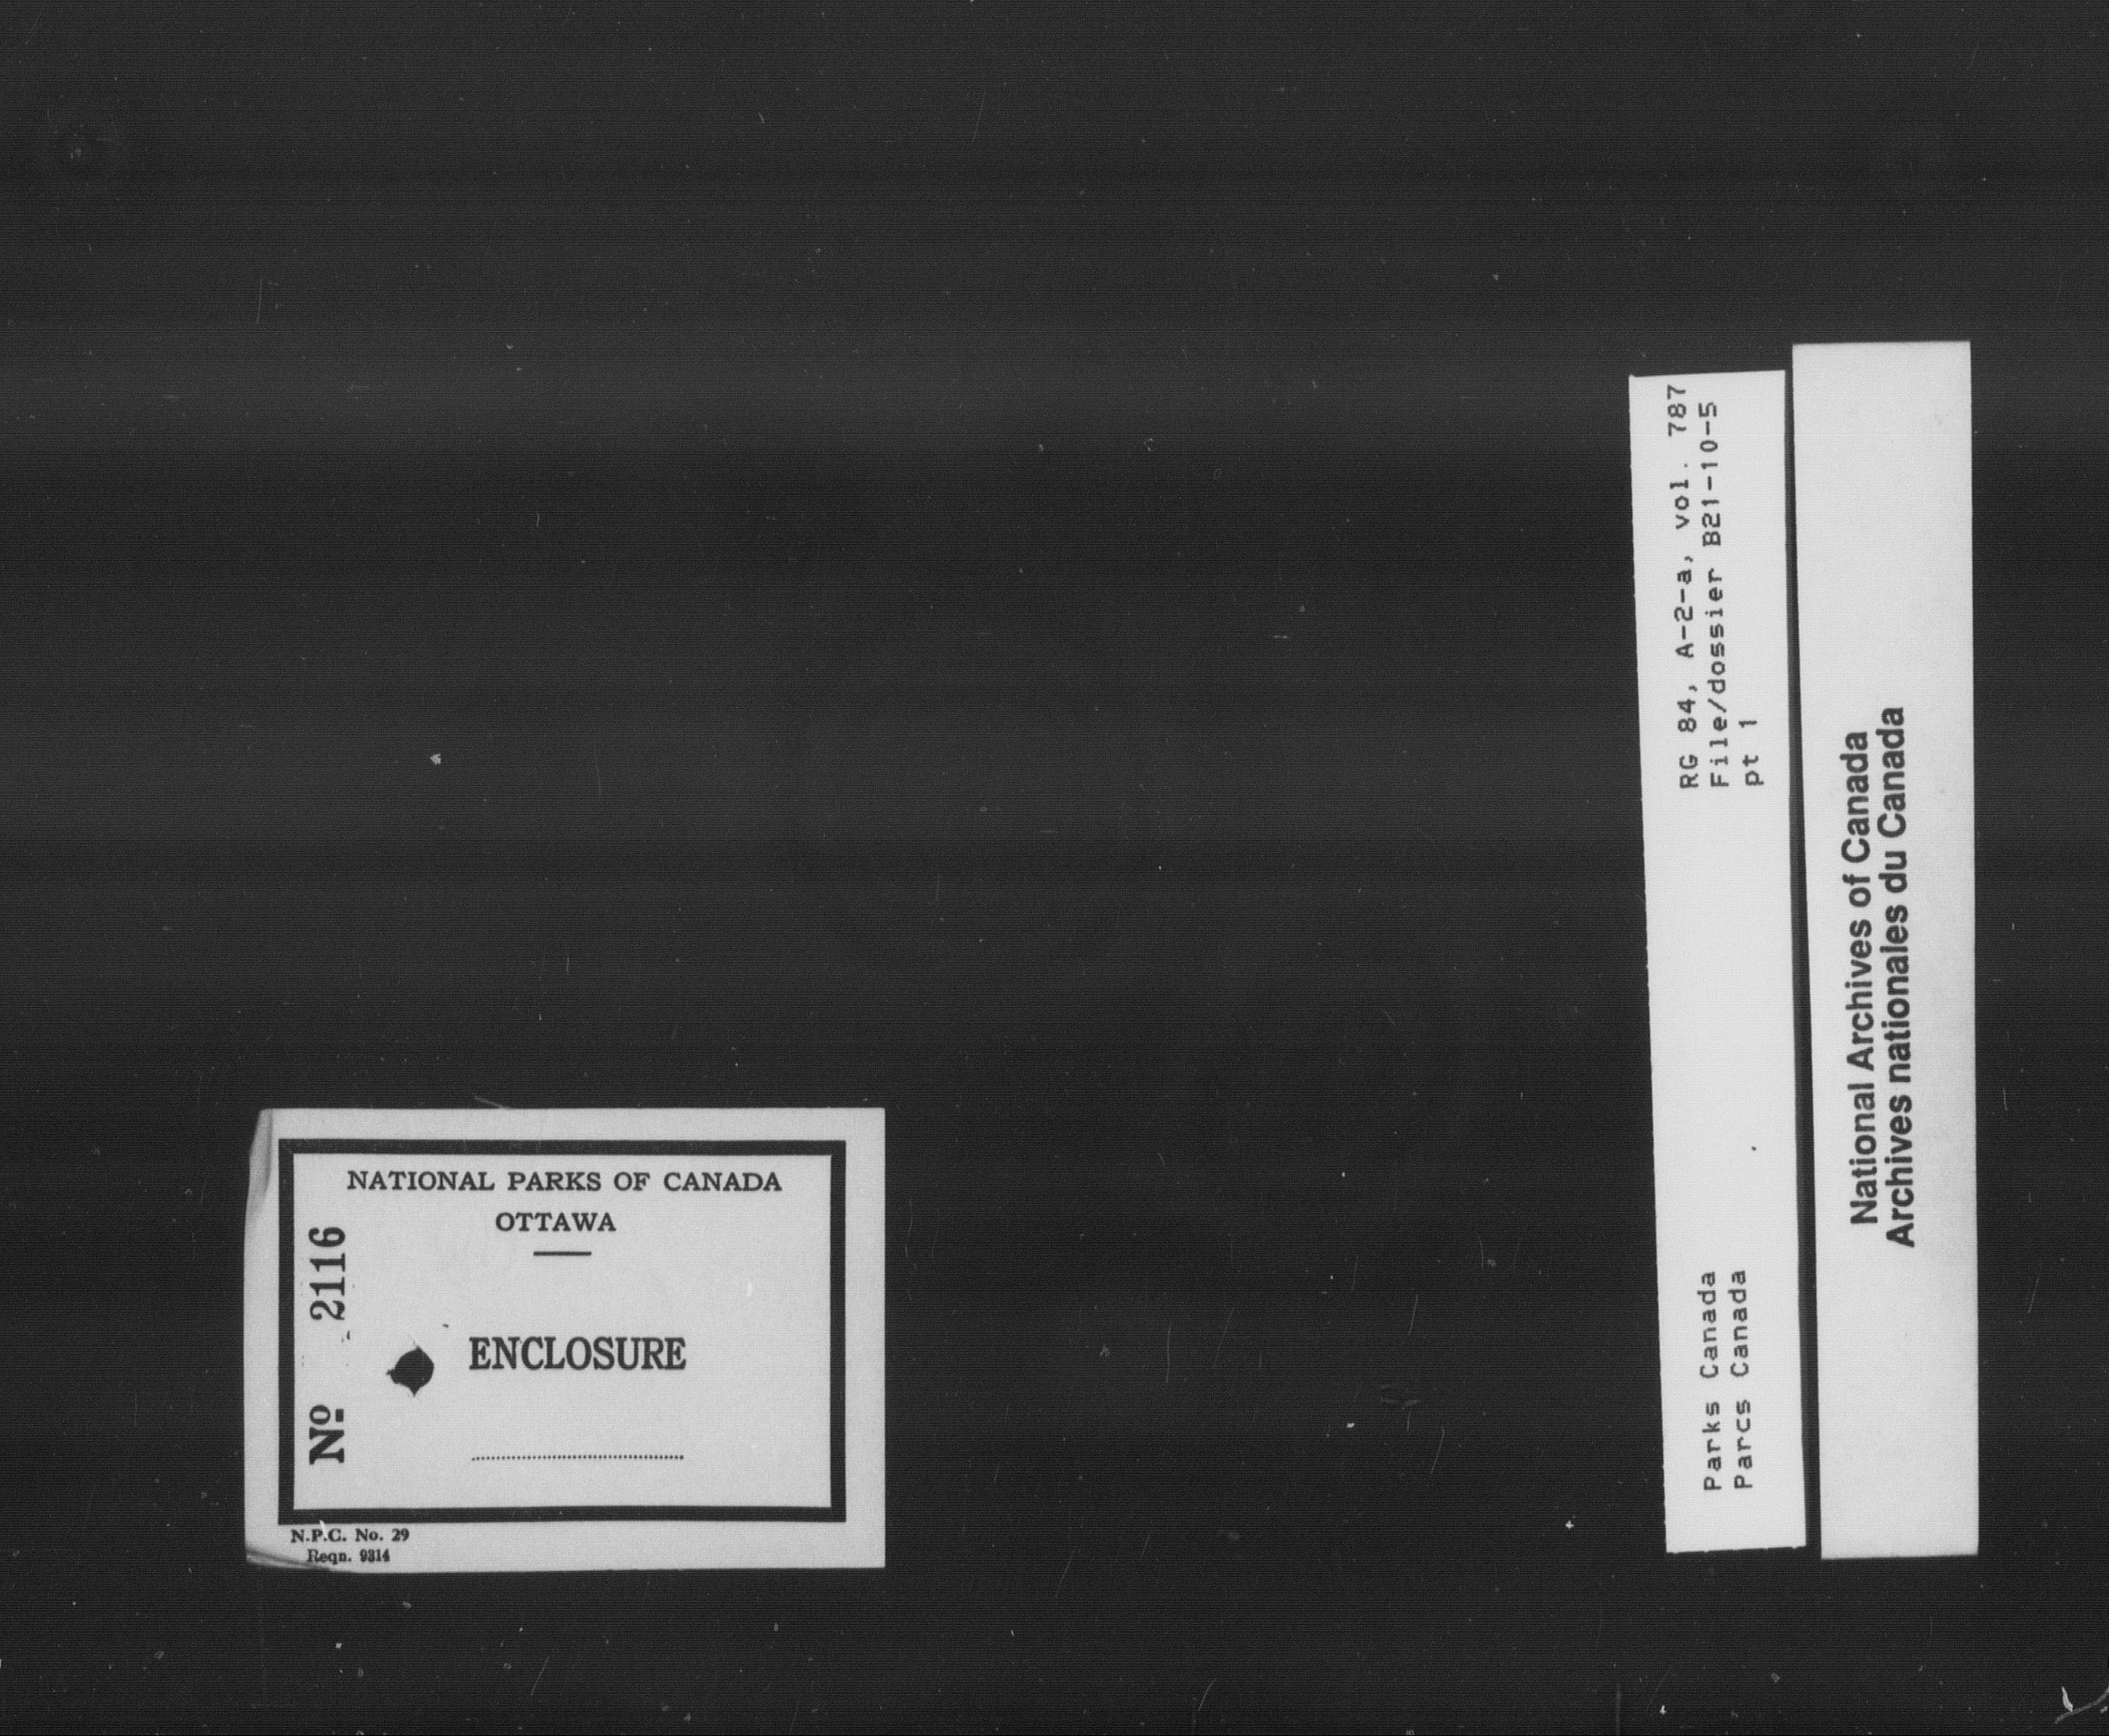 NATIONAL PARKS OF CANADA
OTTAWA
Nº 2116
ENCLOSURE
N.P.C. No. 29
Reqn. 9314
RG 84, A-2-a, vol. 787
File/dossier B21-10-5
pt 1
Parks Canada
Parcs Canada
National Archives of Canada
Archives nationales du Canada